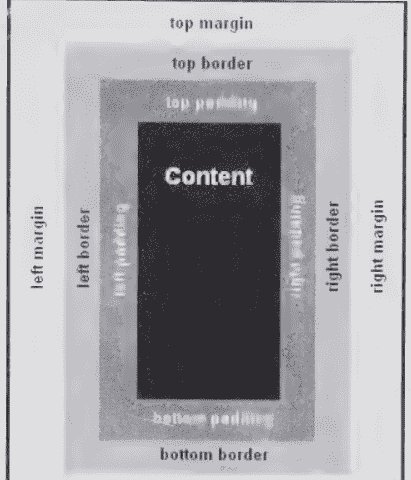 top margin
top border
top padding
Content
left margin
left border
left padding
right padding
right border
right margin
bottom padding
bottom border